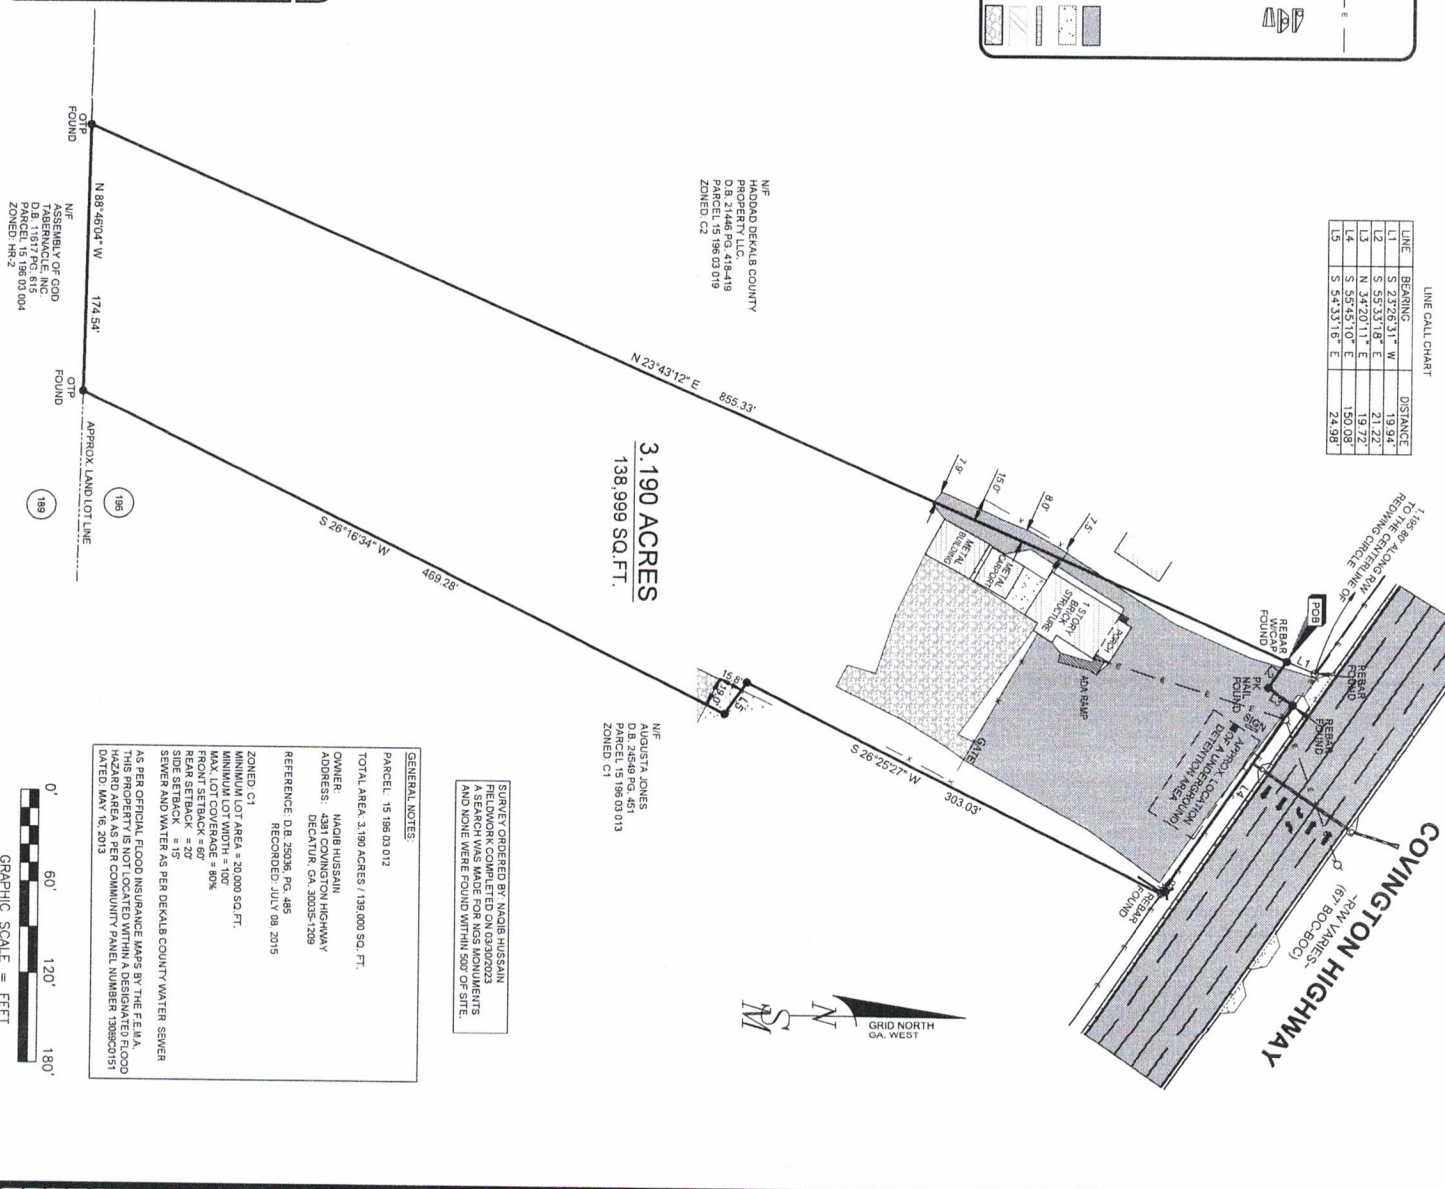 LINE CALL CHART
LINE BEARING DISTANCE
L1 S 23°26'31" W 19.94'
L2 S 55°33'18" E 21.22'
L3 N 34°20'11" E 19.72'
L4 S 55°45'10" E 150.08'
L5 S 54°33'16" E 24.98'
1,195.80' ALONG R/W
TO THE CENTERLINE OF
REDWING CIRCLE
POB
REBAR
W/CAP
FOUND
L1
REBAR
FOUND
L3
PK
NAIL
FOUND
L2
SIGN
REBAR
FOUND
L4
APPROX. LOCATION
OF A UNDERGROUND
DETENTION AREA
COVINGTON HIGHWAY
~R/W VARIES~
(67' BOC-BOC)
REBAR
FOUND
N/F
HADDAD DEKALB COUNTY
PROPERTY LLC.
D.B. 21446 PG. 418-419
PARCEL 15 196 03 019
ZONED: C2
N 23°43'12" E 855.33'
7.9'
15.0'
8.0'
7.5'
METAL
BUILDING
METAL
CARPORT
1 STORY
BRICK
STRUCTURE
PORCH
ADA RAMP
GATE
3.190 ACRES
138,999 SQ.FT.
S 26°25'27" W 303.03'
15.8'
19.0'
L5
N/F
AUGUSTA JONES
D.B. 24549 PG. 451
PARCEL 15 196 03 013
ZONED: C1
S 26°16'34" W 469.28'
OTP
FOUND
N 88°46'04" W 174.54'
OTP
FOUND
N/F
ASSEMBLY OF GOD
TABERNACLE, INC.
D.B. 11617 PG. 615
PARCEL 15 196 03 004
ZONED: HR-2
APPROX. LAND LOT LINE
196
189
GRID NORTH
GA. WEST
N
S
SURVEY ORDERED BY: NAQIB HUSSAIN
FIELDWORK COMPLETED ON 03/30/2023
A SEARCH WAS MADE FOR NGS MONUMENTS
AND NONE WERE FOUND WITHIN 500' OF SITE.
GENERAL NOTES:
PARCEL: 15 196 03 012
TOTAL AREA: 3.190 ACRES / 139,000 SQ. FT.
OWNER: NAQIB HUSSAIN
ADDRESS: 4381 COVINGTON HIGHWAY
DECATUR, GA. 30035-1209
REFERENCE: D.B. 25036, PG. 485
RECORDED: JULY 08, 2015
ZONED: C1
MINIMUM LOT AREA = 20,000 SQ.FT.
MINIMUM LOT WIDTH = 100'
MAX. LOT COVERAGE = 80%
FRONT SETBACK = 60'
REAR SETBACK = 20'
SIDE SETBACK = 15'
SEWER AND WATER AS PER DEKALB COUNTY WATER SEWER
AS PER OFFICIAL FLOOD INSURANCE MAPS BY THE F.E.M.A.
THIS PROPERTY IS NOT LOCATED WITHIN A DESIGNATED FLOOD
HAZARD AREA AS PER COMMUNITY PANEL NUMBER 13089C0151
DATED: MAY 16, 2013
0' 60' 120' 180'
GRAPHIC SCALE = FEET